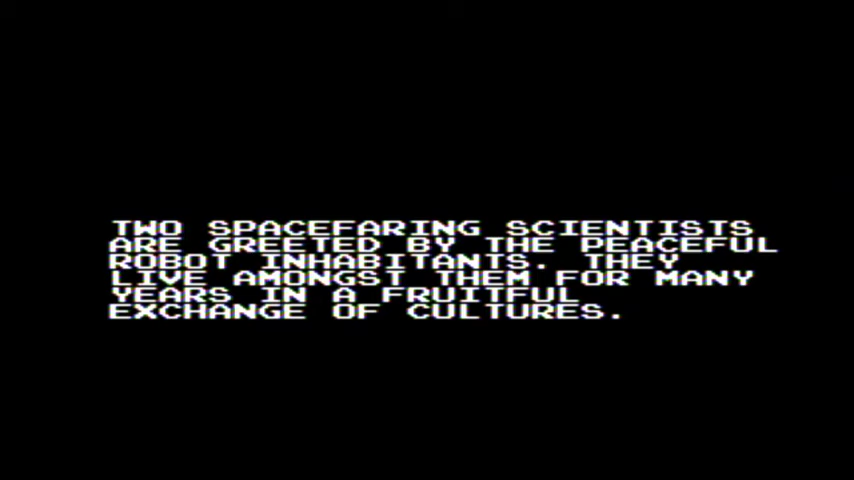 TWO SPACEFARING SCIENTISTS
ARE GREETED BY THE PEACEFUL
ROBOT INHABITANTS. THEY
LIVE AMONGST THEM FOR MANY
YEARS IN A FRUITFUL
EXCHANGE OF CULTURES.